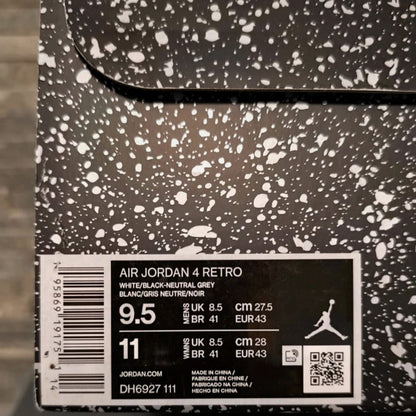 AIR JORDAN 4 RETRO
WHITE/BLACK-NEUTRAL GREY
BLANC/GRIS NEUTRE/NOIR
9.5 MENS UK 8.5 cm 27.5
BR 41 EUR 43
11 WMNS UK 8.5 cm 28
BR 41 EUR 43
JORDAN.COM
DH6927 111
MADE IN CHINA /
FABRIQUE EN CHINE /
FABRICADO NA CHINA /
HECHO EN CHINA